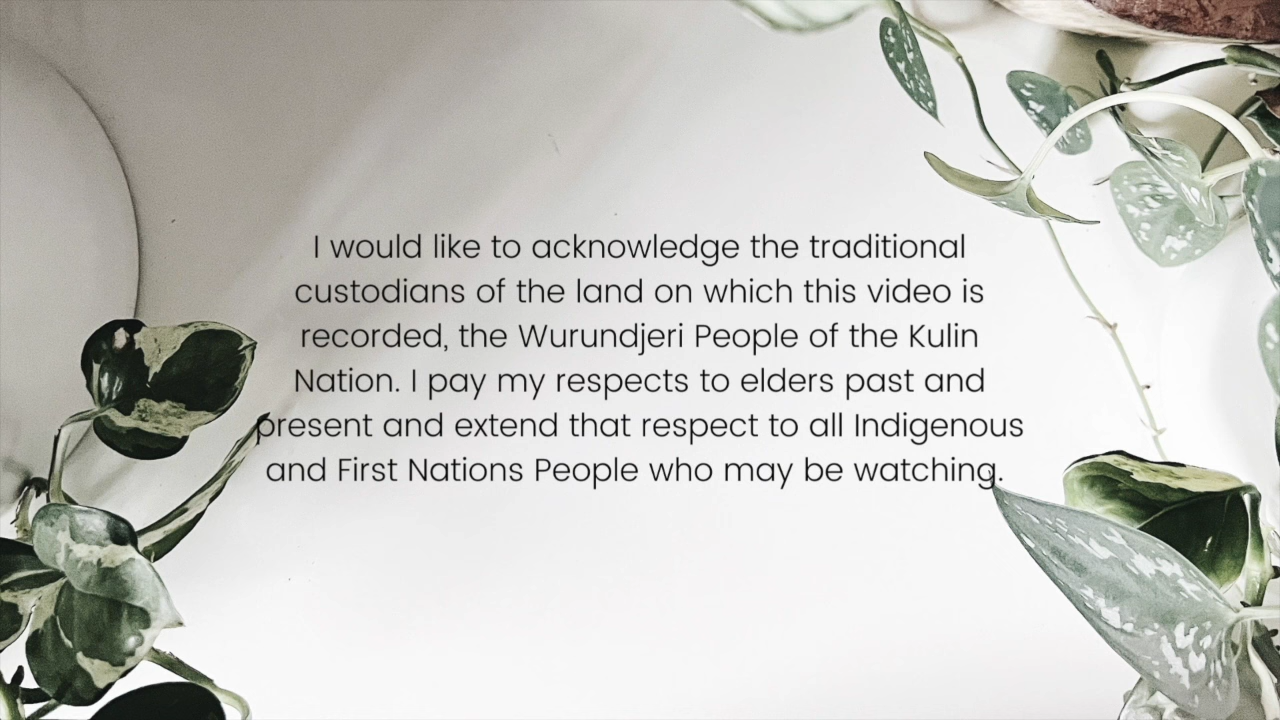 I would like to acknowledge the traditional
custodians of the land on which this video is
recorded, the Wurundjeri People of the Kulin
Nation. I pay my respects to elders past and
present and extend that respect to all Indigenous
and First Nations People who may be watching.